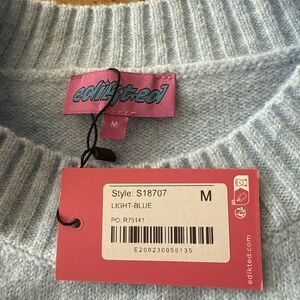 edikted
M
Style: S18707
M
LIGHT-BLUE
PO: R75141
E200230059135
edikted.com